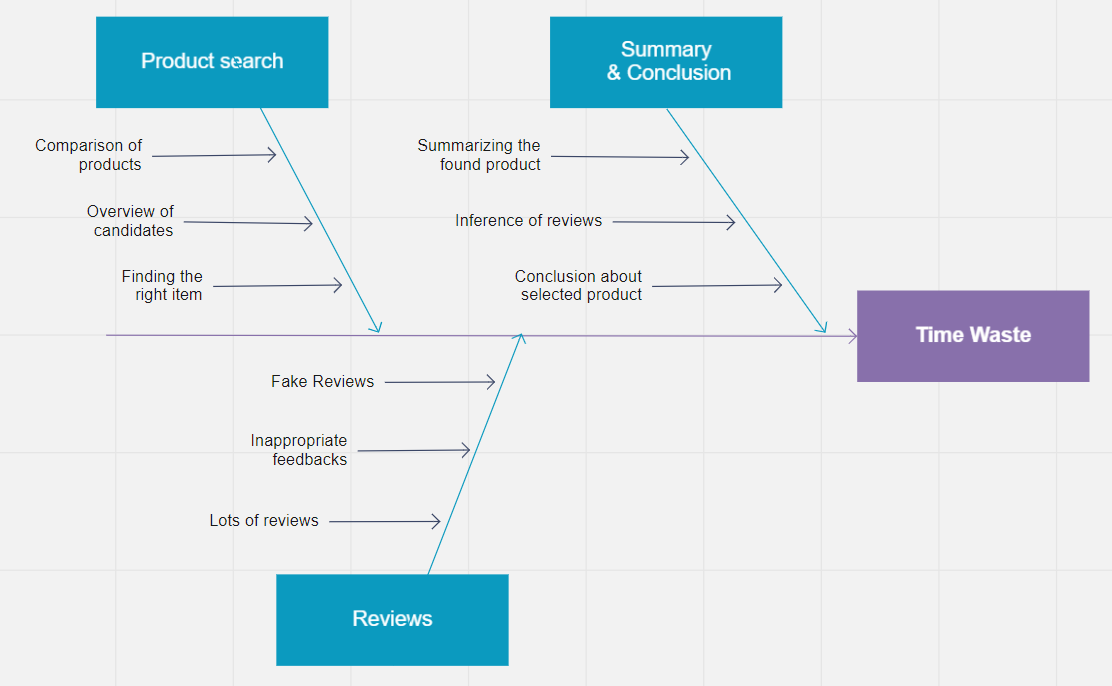 Product search
Summary
& Conclusion
Comparison of
products
Overview of
candidates
Finding the
right item
Summarizing the
found product
Inference of reviews
Conclusion about
selected product
Time Waste
Fake Reviews
Inappropriate
feedbacks
Lots of reviews
Reviews